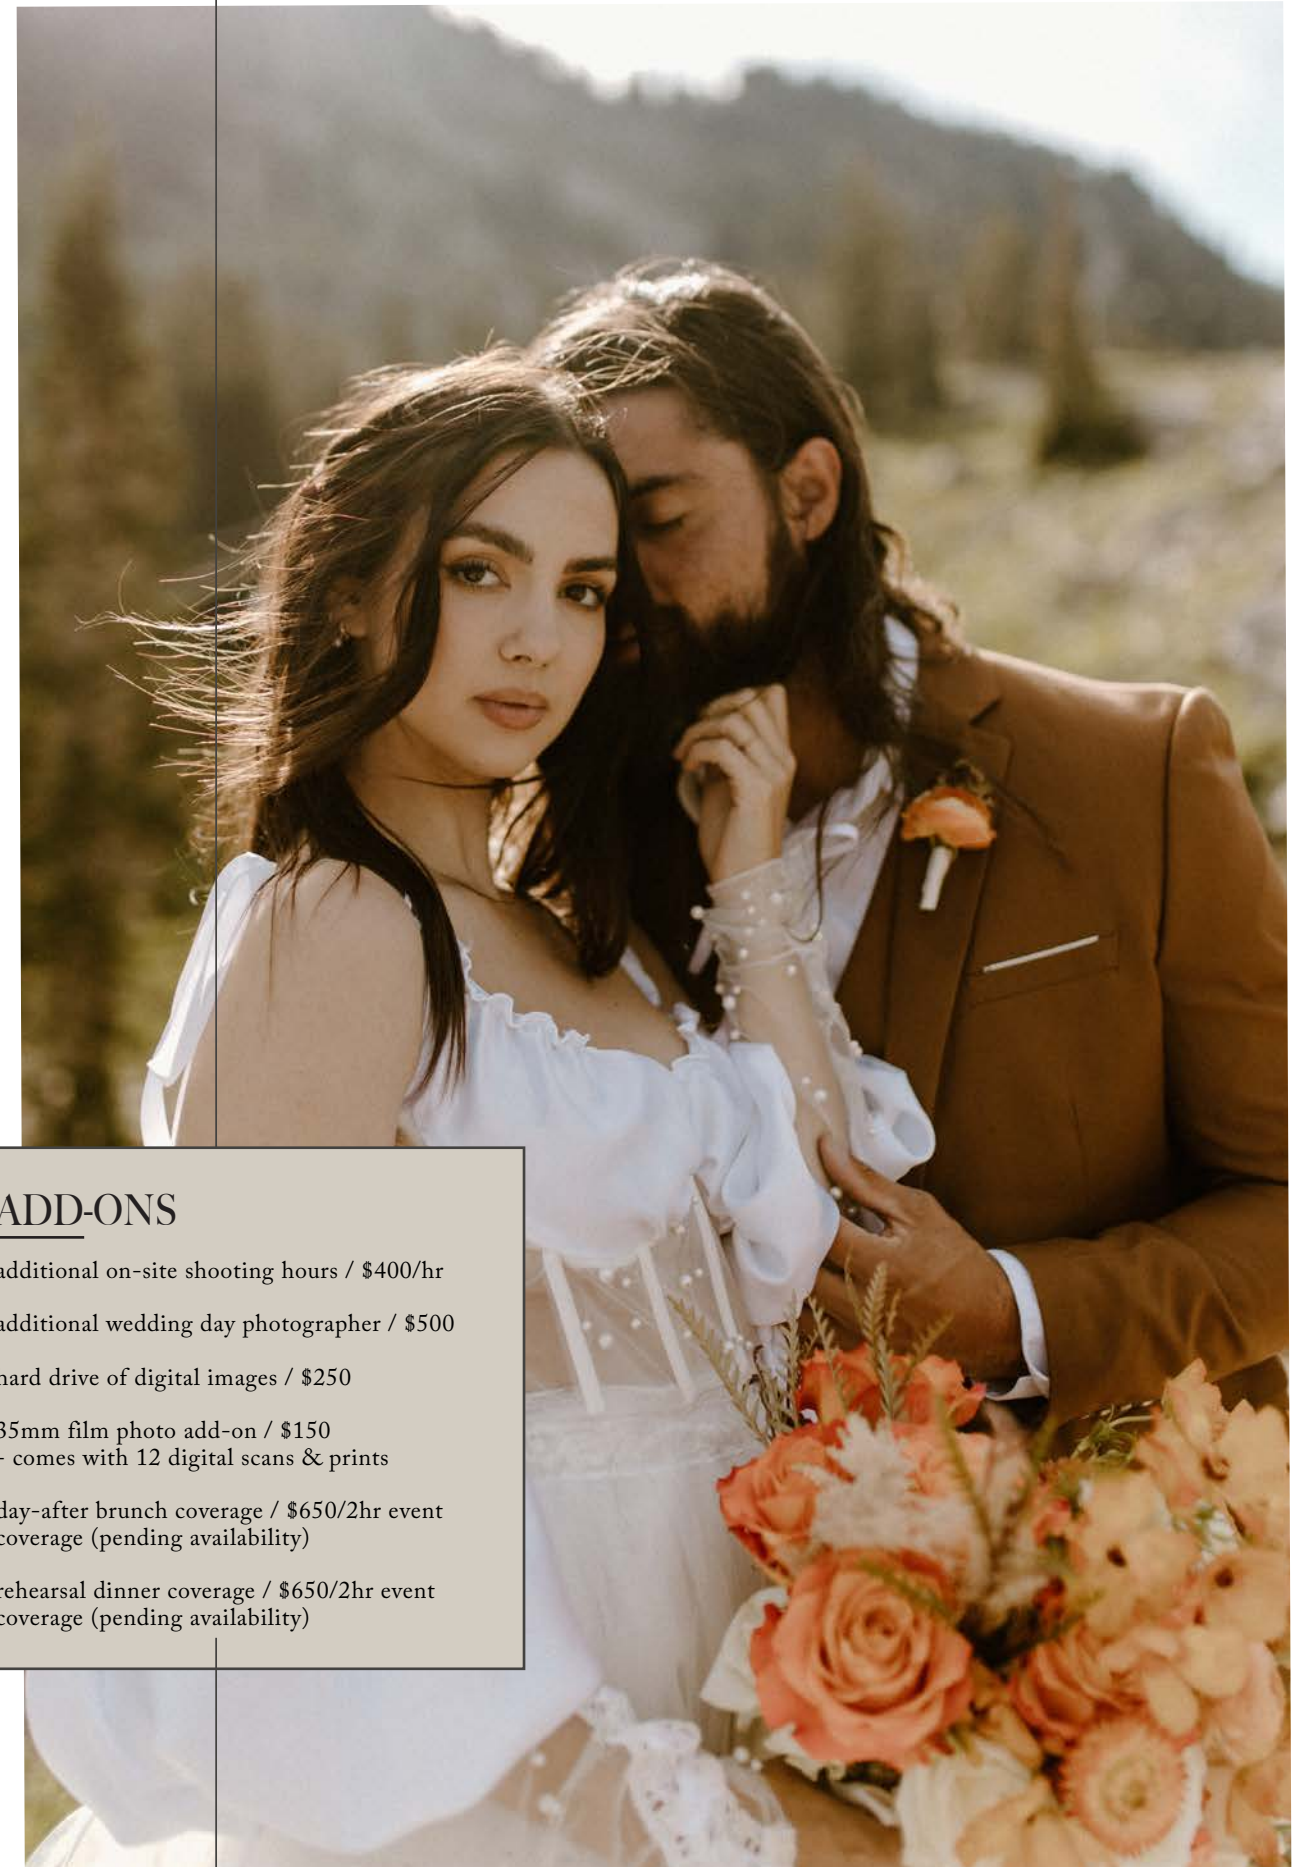 ADD-ONS
additional on-site shooting hours / $400/hr
additional wedding day photographer / $500
hard drive of digital images / $250
35mm film photo add-on / $150
- comes with 12 digital scans & prints
day-after brunch coverage / $650/2hr event
coverage (pending availability)
rehearsal dinner coverage / $650/2hr event
coverage (pending availability)